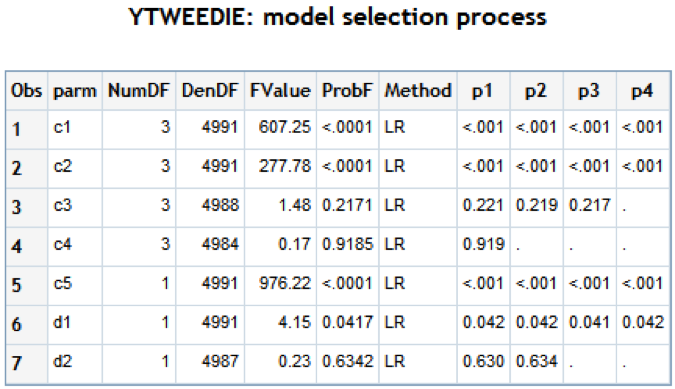 YTWEEDIE: model selection process
Obs parm NumDF DenDF FValue ProbF Method p1 p2 p3 p4
1 c1 3 4991 607.25 <.0001 LR <.001 <.001 <.001 <.001
2 c2 3 4991 277.78 <.0001 LR <.001 <.001 <.001 <.001
3 c3 3 4988 1.48 0.2171 LR 0.221 0.219 0.217 .
4 c4 3 4984 0.17 0.9185 LR 0.919 . . .
5 c5 1 4991 976.22 <.0001 LR <.001 <.001 <.001 <.001
6 d1 1 4991 4.15 0.0417 LR 0.042 0.042 0.041 0.042
7 d2 1 4987 0.23 0.6342 LR 0.630 0.634 . .